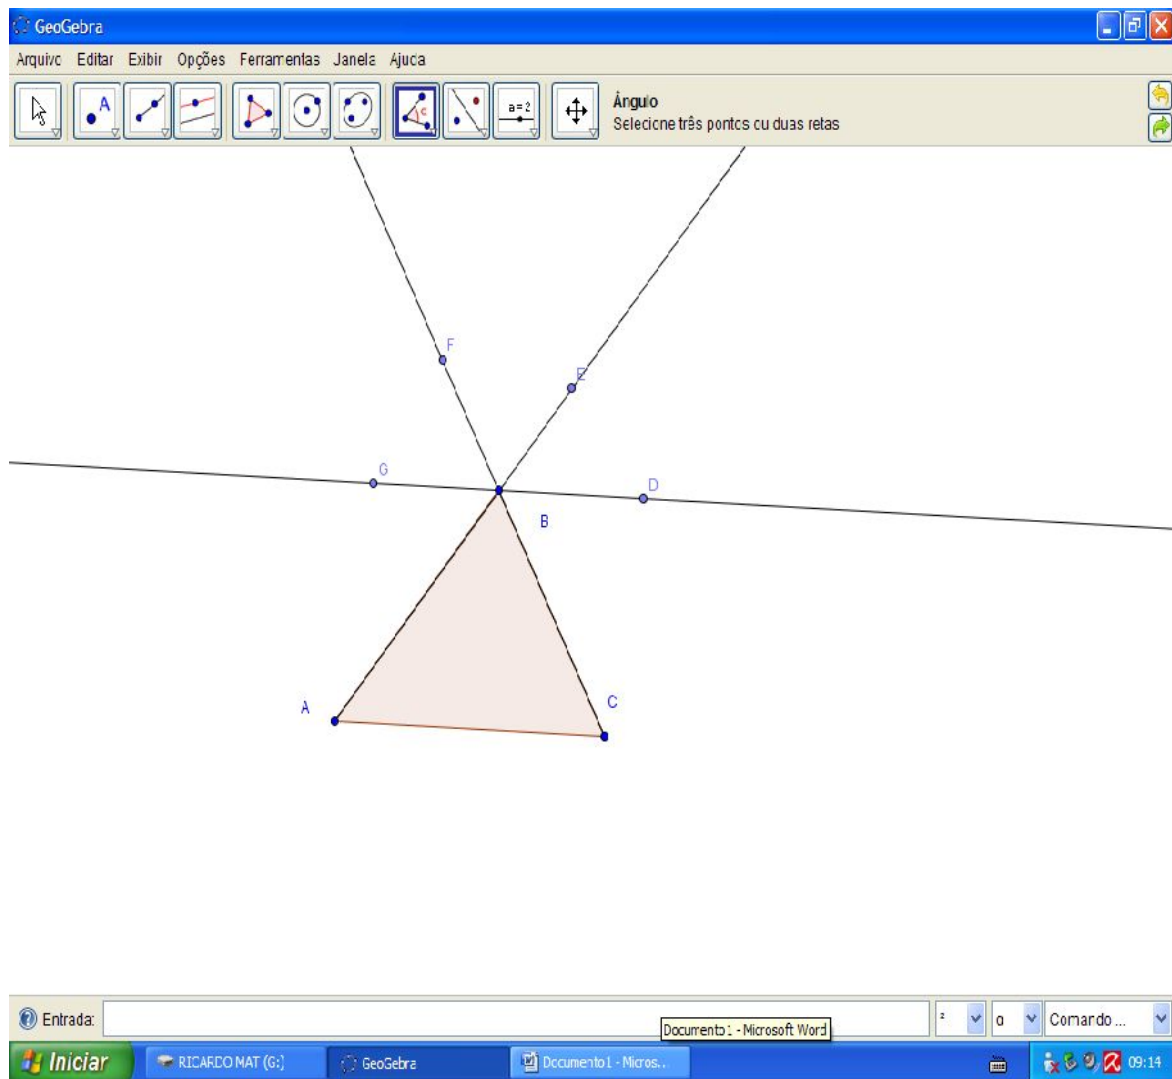 GeoGebra
Arquivo Editar Exibir Opções Ferramentas Janela Ajuda
A
a=2
Ângulo
Selecione três pontos ou duas retas
F
E
G
D
B
A
C
Entrada:
Documento1 - Microsoft Word
²
α
Comando ...
Iniciar
RICARDO MAT (G:)
GeoGebra
Documento1 - Micros...
09:14